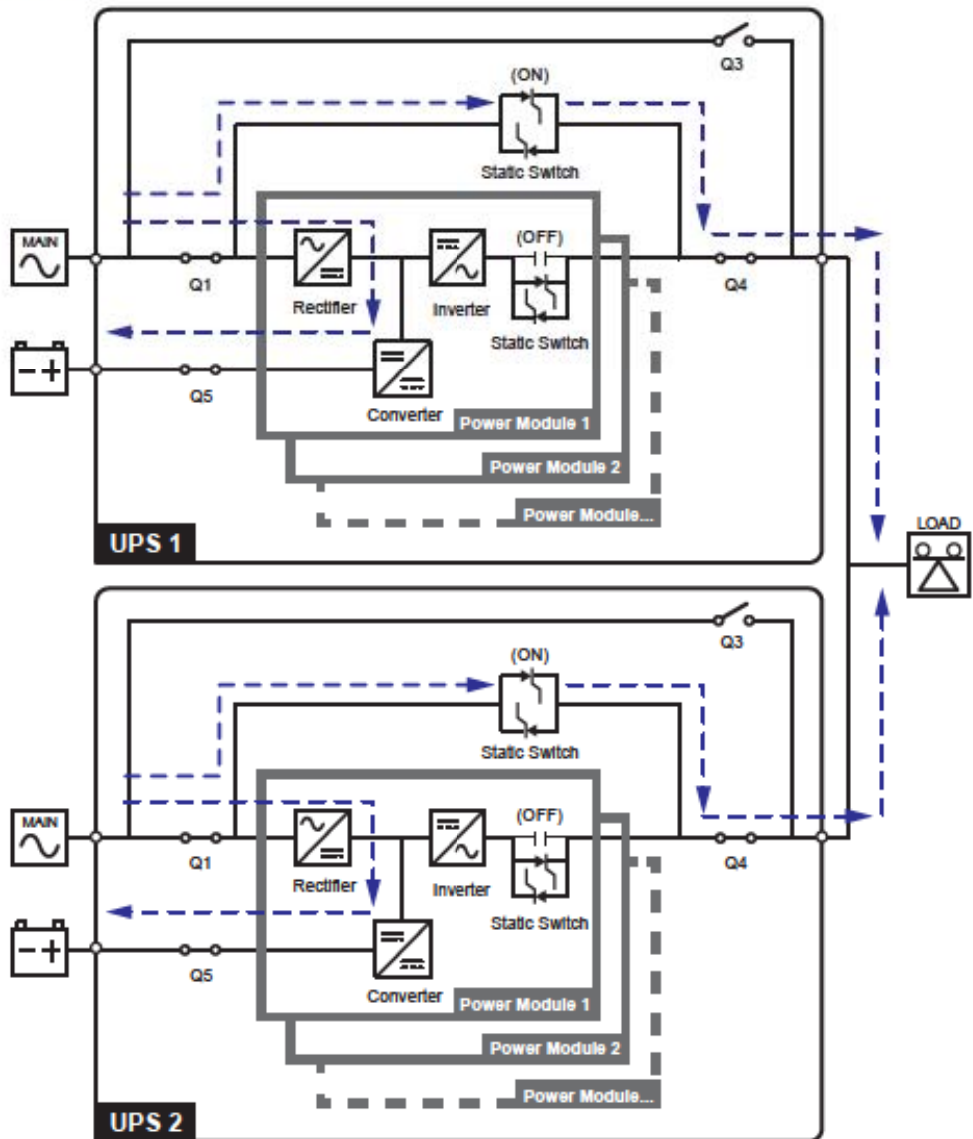 Q3
(ON)
Static Switch
MAIN
(OFF)
Q1
Rectifier
Inverter
Q4
Static Switch
Q5
Converter
Power Module 1
Power Module 2
Power Module...
UPS 1
LOAD
Q3
(ON)
Static Switch
MAIN
(OFF)
Q1
Rectifier
Inverter
Q4
Static Switch
Q5
Converter
Power Module 1
Power Module 2
Power Module...
UPS 2